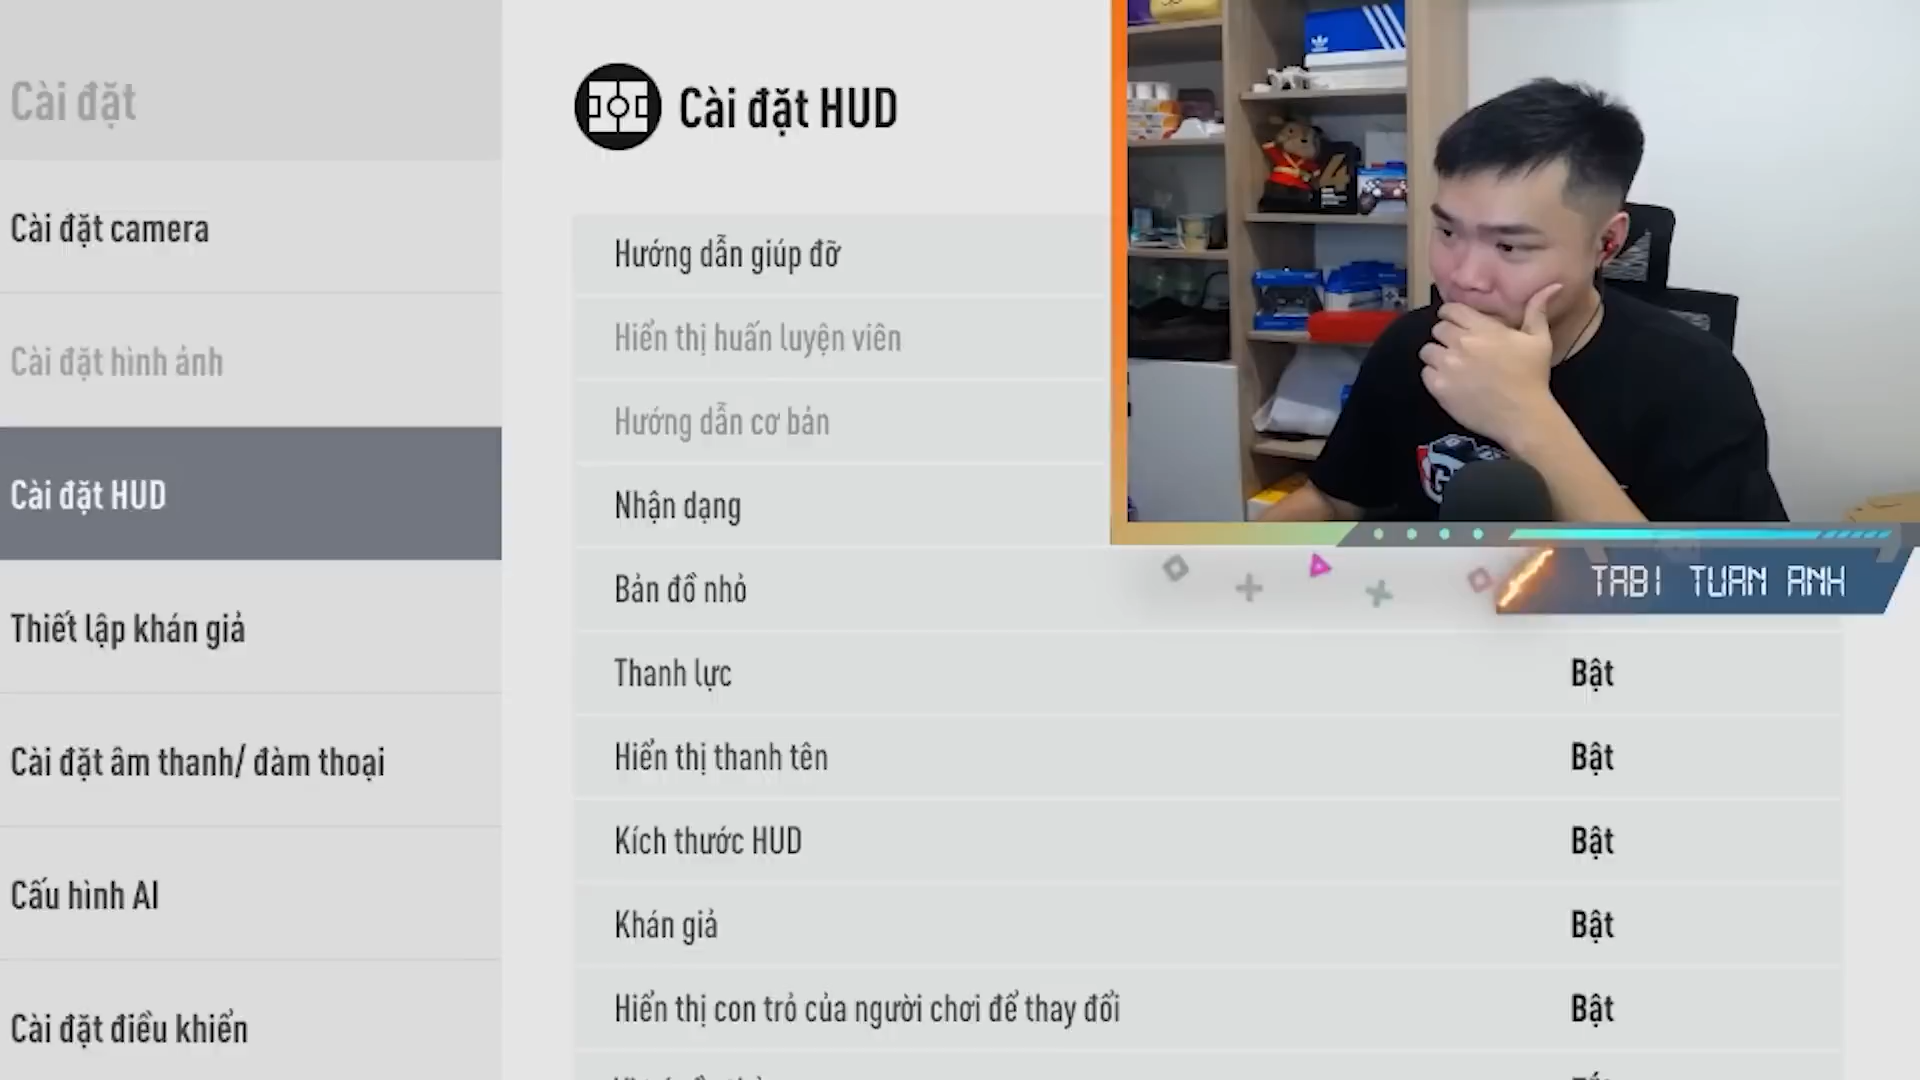 Cài đặt
Cài đặt camera
Cài đặt hình ảnh
Cài đặt HUD
Thiết lập khán giả
Cài đặt âm thanh/ đàm thoại
Cấu hình AI
Cài đặt điều khiển
Cài đặt HUD
Hướng dẫn giúp đỡ
Hiển thị huấn luyện viên
Hướng dẫn cơ bản
Nhận dạng
Bản đồ nhỏ
Thanh lực Bật
Hiển thị thanh tên Bật
Kích thước HUD Bật
Khán giả Bật
Hiển thị con trỏ của người chơi để thay đổi Bật
4
TABI TUAN ANH